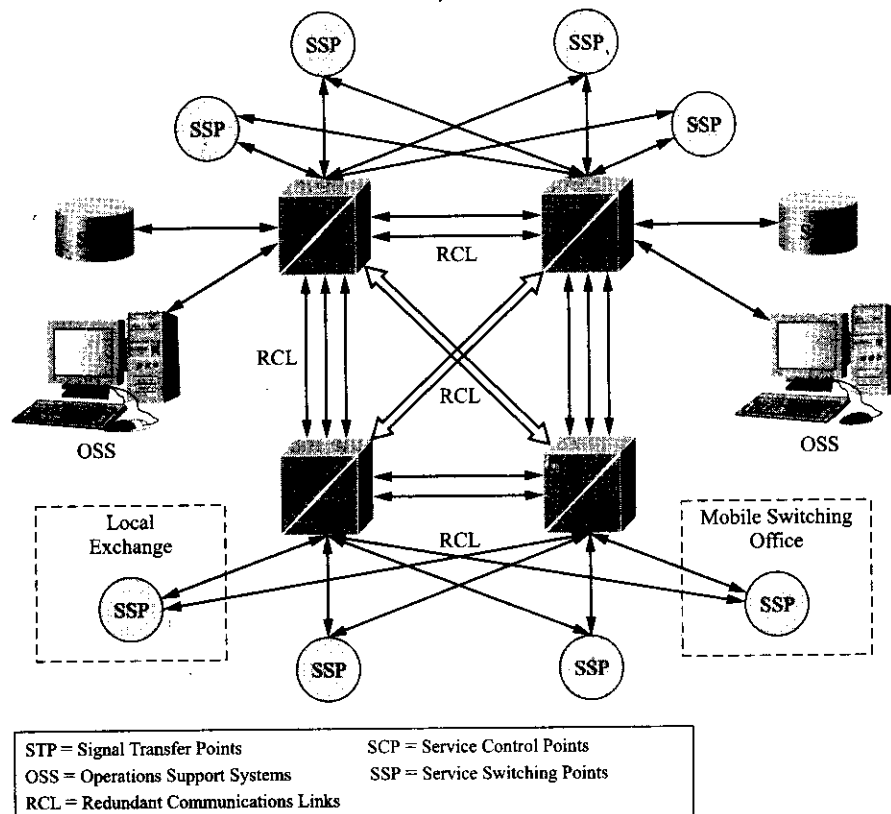 SSP
SSP
SSP
SSP
RCL
RCL
RCL
OSS
OSS
Local
Exchange
RCL
Mobile Switching
Office
SSP
SSP
SSP
SSP
STP = Signal Transfer Points
SCP = Service Control Points
OSS = Operations Support Systems
SSP = Service Switching Points
RCL = Redundant Communications Links